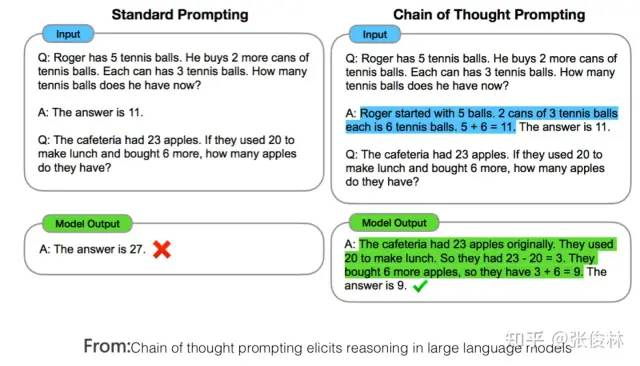 Standard Prompting
Input
Q: Roger has 5 tennis balls. He buys 2 more cans of
tennis balls. Each can has 3 tennis balls. How many
tennis balls does he have now?
A: The answer is 11.
Q: The cafeteria had 23 apples. If they used 20 to
make lunch and bought 6 more, how many apples
do they have?
Model Output
A: The answer is 27.
Chain of Thought Prompting
Input
Q: Roger has 5 tennis balls. He buys 2 more cans of
tennis balls. Each can has 3 tennis balls. How many
tennis balls does he have now?
A: Roger started with 5 balls. 2 cans of 3 tennis balls
each is 6 tennis balls. 5 + 6 = 11. The answer is 11.
Q: The cafeteria had 23 apples. If they used 20 to
make lunch and bought 6 more, how many apples
do they have?
Model Output
A: The cafeteria had 23 apples originally. They used
20 to make lunch. So they had 23 - 20 = 3. They
bought 6 more apples, so they have 3 + 6 = 9. The
answer is 9.
From:Chain of thought prompting elicits reasoning in large language models
知乎 @张俊林